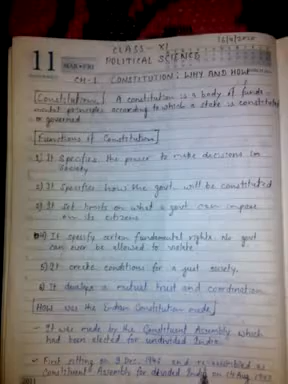 11
CLASS - XI
POLITICAL SCIENCE
CH-1 CONSTITUTION: WHY AND HOW
Constitution A constitution is a body of funda-
mental principles according to which a state is constituted
or governed
Functions of Constitution
1) It specifies the power to make decisions in
society
2) It specifies how the govt. will be constituted
3) It set limits on what a govt can impose
on its citizens
4) It specify certain fundamental rights no govt
can ever be allowed to violate
5) It create conditions for a just society.
6) It develops a mutual trust and coordination
How was the Indian Constitution made
- It was made by the Constituent Assembly which
had been elected for undivided India.
- First sitting on 9 Dec. 1946 and re-assembled as
Constituent Assembly for divided India on 14 Aug 1947